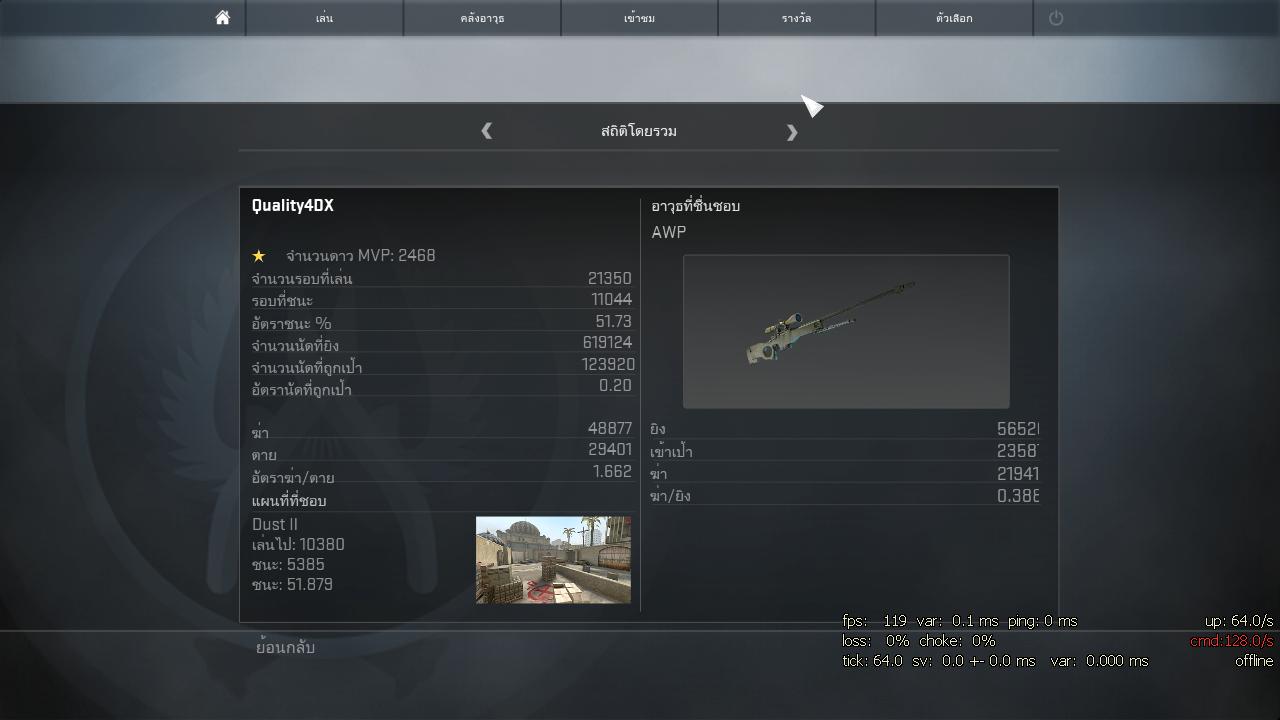 เล่น
คลังอาวุธ
เข้าชม
รางวัล
ตัวเลือก
สถิติโดยรวม
Quality4DX
★ จำนวนดาว MVP: 2468
จำนวนรอบที่เล่น 21350
รอบที่ชนะ 11044
อัตราชนะ % 51.73
จำนวนนัดที่ยิง 619124
จำนวนนัดที่ถูกเป้า 123920
อัตรานัดที่ถูกเป้า 0.20
ฆ่า 48877
ตาย 29401
อัตราฆ่า/ตาย 1.662
แผนที่ที่ชอบ
Dust II
เล่นไป: 10380
ชนะ: 5385
ชนะ: 51.879
อาวุธที่ชื่นชอบ
AWP
ยิง
เข้าเป้า
ฆ่า 21941
ฆ่า/ยิง
ย้อนกลับ
fps: 119 var: 0.1 ms ping: 0 ms up: 64.0/s
loss: 0% choke: 0% cmd:128.0/s
tick: 64.0 sv: 0.0 +- 0.0 ms var: 0.000 ms offline